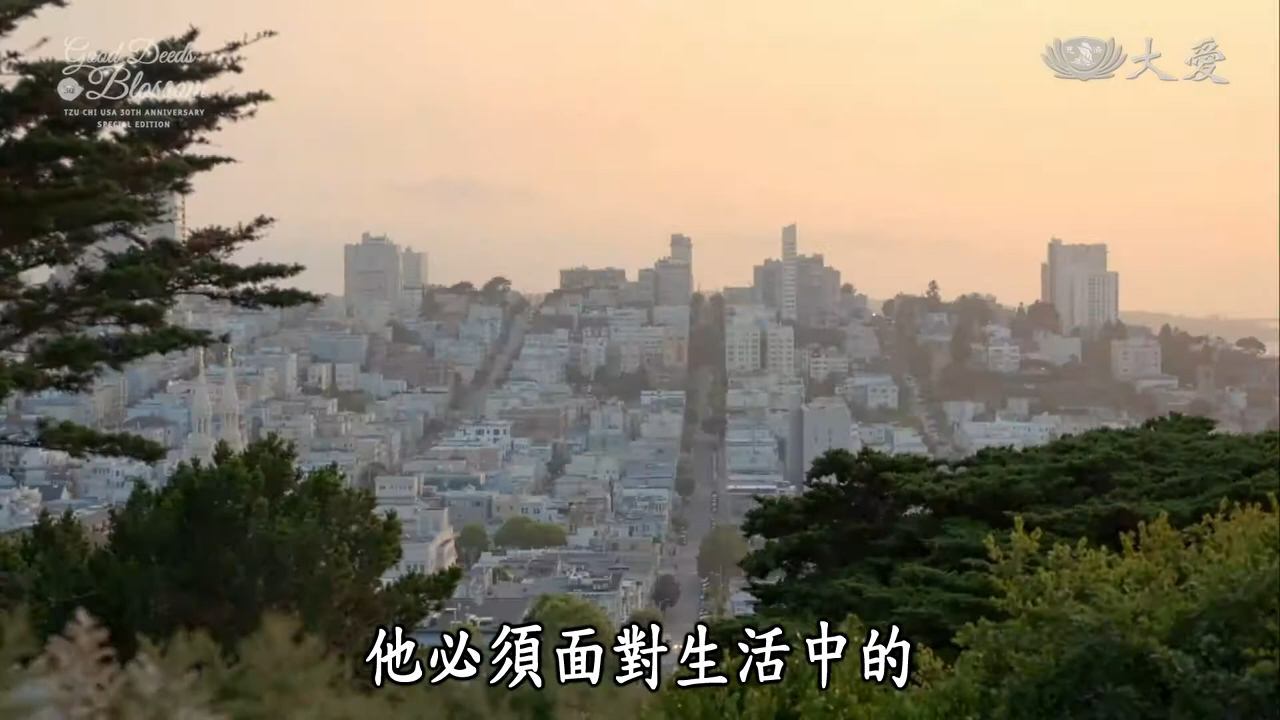 Good Deeds
30
Blossom
TZU CHI USA 30TH ANNIVERSARY
SPECIAL EDITION
大愛
他必須面對生活中的